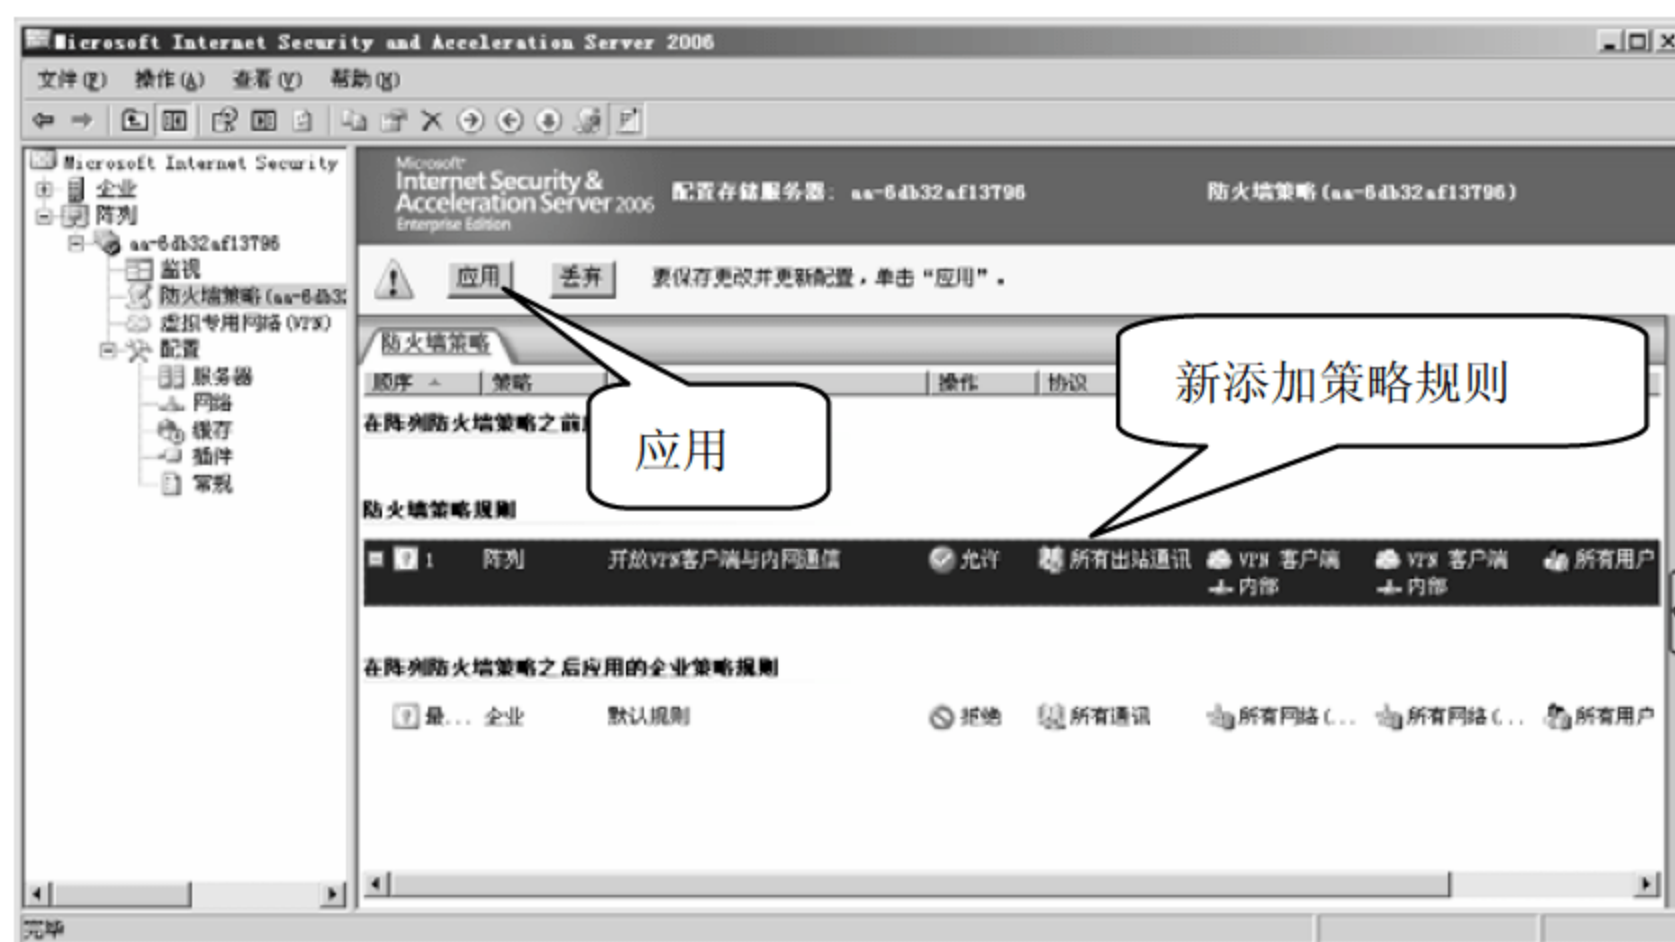 Microsoft Internet Security and Acceleration Server 2006
文件(F) 操作(A) 查看(V) 帮助(H)
Microsoft Internet Security
企业
阵列
aa-6db32af13796
监视
防火墙策略(aa-6db32
虚拟专用网络(VPN)
配置
服务器
网络
缓存
插件
常规
Microsoft
Internet Security &
Acceleration Server 2006
Enterprise Edition
配置存储服务器: aa-6db32af13796
防火墙策略(aa-6db32af13796)
应用 丢弃 要保存更改并更新配置，单击“应用”。
防火墙策略
顺序 策略 操作 协议
新添加策略规则
在阵列防火墙策略之前
应用
防火墙策略规则
1 阵列 开放VPN客户端与内网通信 允许 所有出站通讯 VPN 客户端 VPN 客户端 所有用户
内部 内部
在阵列防火墙策略之后应用的企业策略规则
最... 企业 默认规则 拒绝 所有通讯 所有网络(... 所有网络(... 所有用户
完毕